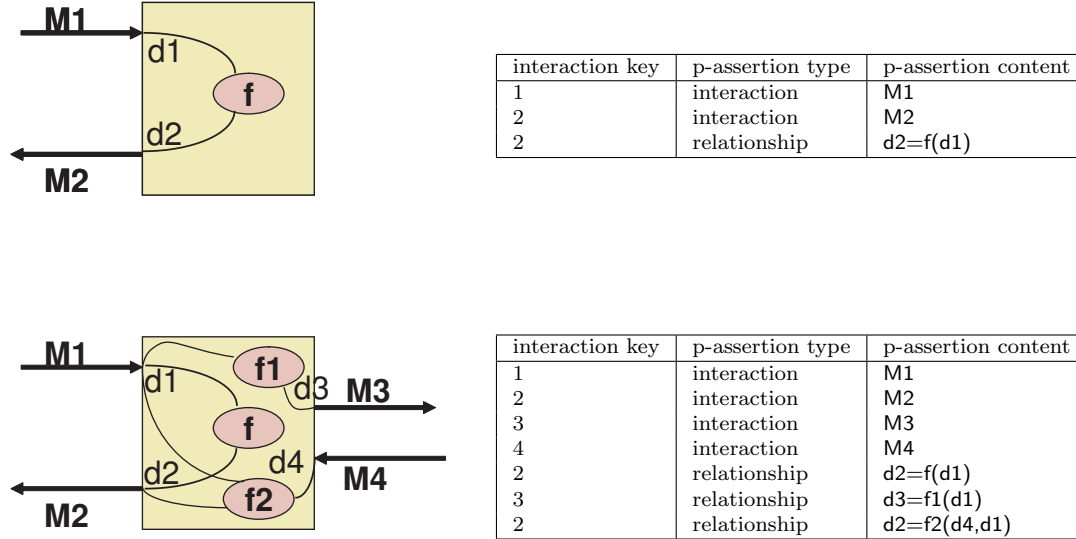 M1
d1
f
d2
M2
interaction key p-assertion type p-assertion content
1 interaction M1
2 interaction M2
2 relationship d2=f(d1)
M1
f1
d1
d3 M3
f
d2
d4
M4
f2
M2
interaction key p-assertion type p-assertion content
1 interaction M1
2 interaction M2
3 interaction M3
4 interaction M4
2 relationship d2=f(d1)
3 relationship d3=f1(d1)
2 relationship d2=f2(d4,d1)